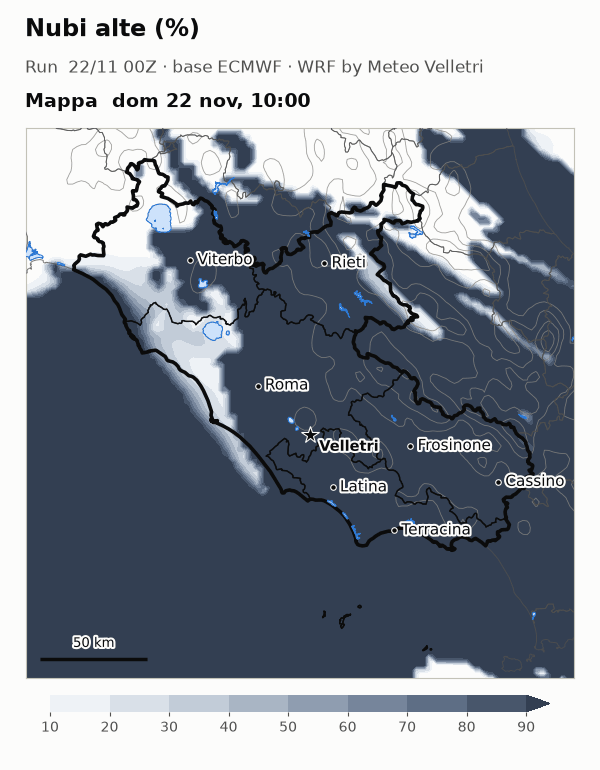 Nubi alte (%)
Run  22/11 00Z · base ECMWF · WRF by Meteo Velletri
Mappa  dom 22 nov, 10:00
Viterbo
Rieti
Roma
Velletri
Frosinone
Cassino
Latina
Terracina
50 km
10 20 30 40 50 60 70 80 90